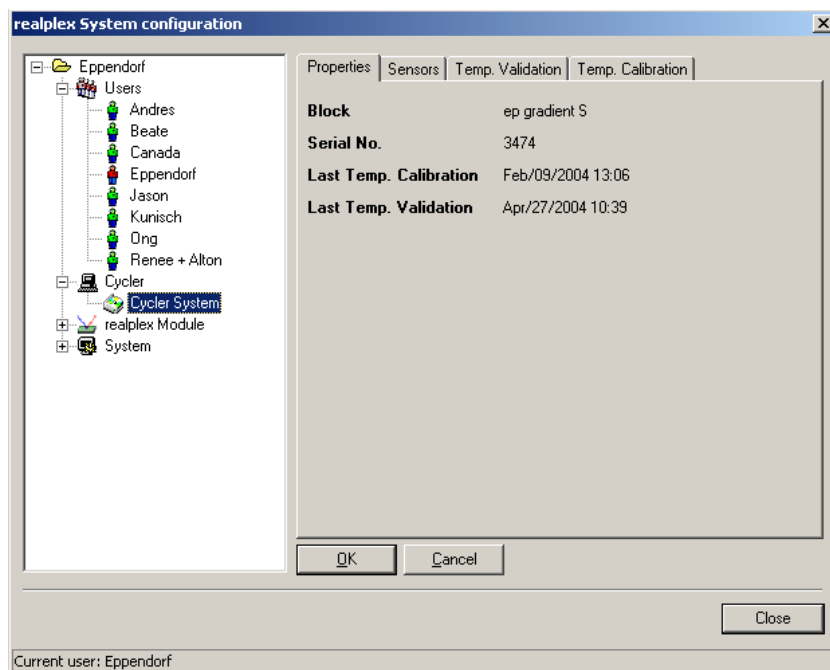 realplex System configuration
Eppendorf
Users
Andres
Beate
Canada
Eppendorf
Jason
Kunisch
Ong
Renee + Alton
Cycler
Cycler System
realplex Module
System
Properties Sensors Temp. Validation Temp. Calibration
Block ep gradient S
Serial No. 3474
Last Temp. Calibration Feb/09/2004 13:06
Last Temp. Validation Apr/27/2004 10:39
OK Cancel
Close
Current user: Eppendorf